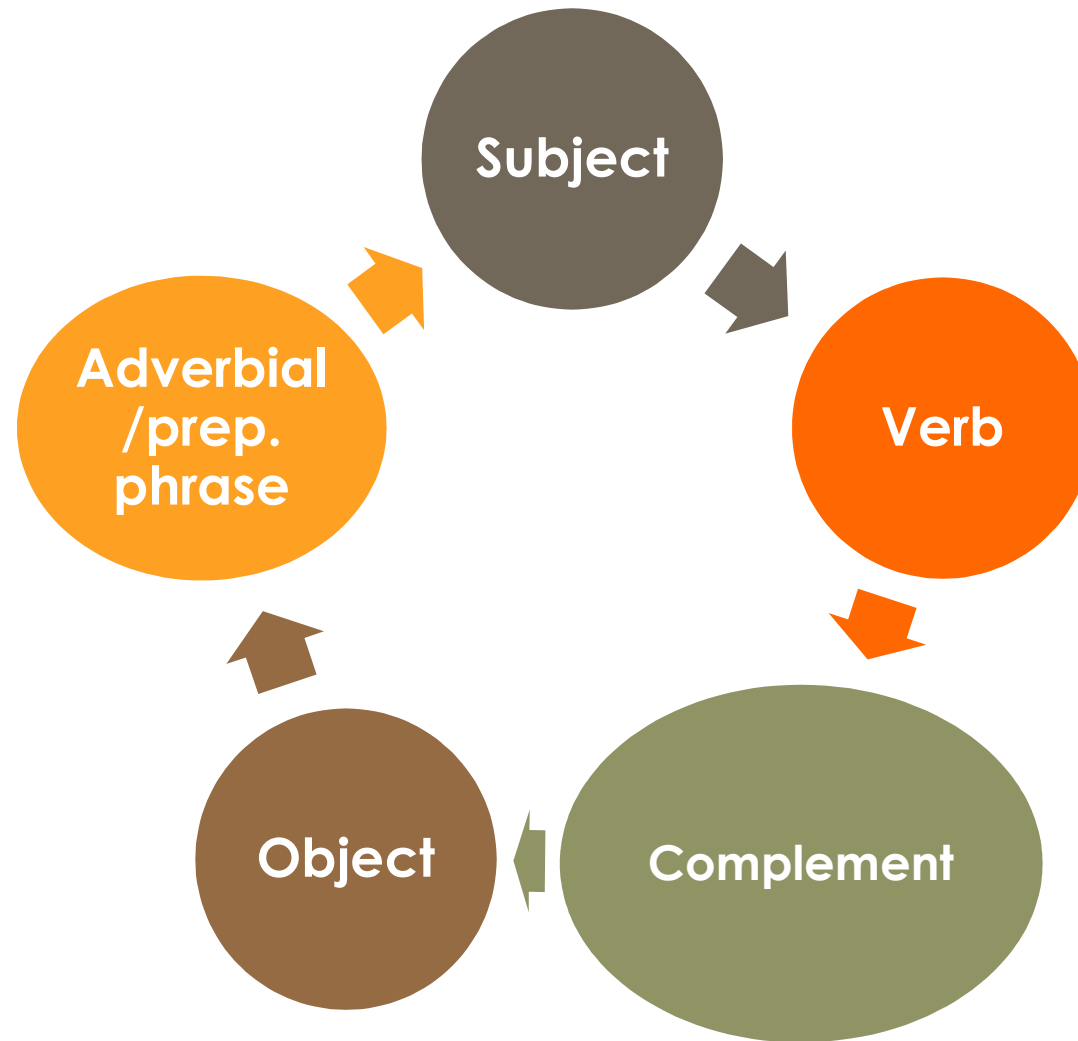 Subject
Verb
Complement
Object
Adverbial
/prep.
phrase